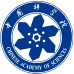 中国科学院
CHINESE ACADEMY OF SCIENCES